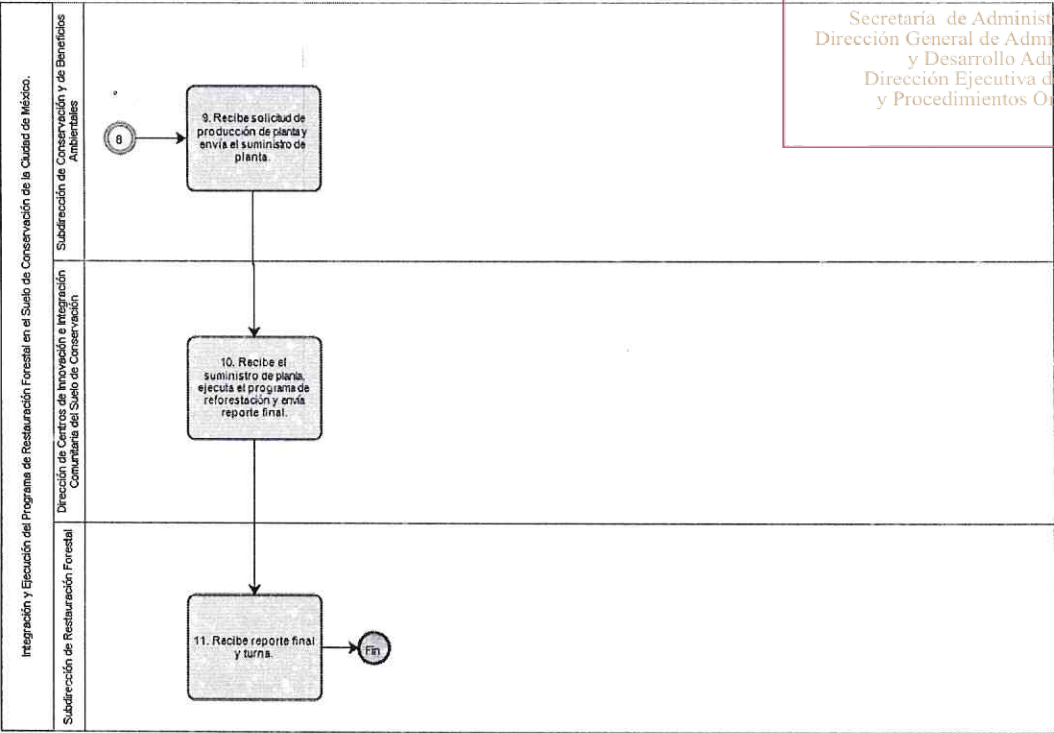 Secretaría de Administ
Dirección General de Admi
y Desarrollo Adm
Dirección Ejecutiva d
y Procedimientos Or
Integración y Ejecución del Programa de Restauración Forestal en el Suelo de Conservación de la Ciudad de México.
Subdirección de Conservación y de Beneficios
Ambientales
8
9. Recibe solicitud de
producción de planta y
envía el suministro de
planta.
Dirección de Centros de Innovación e Integración
Comunitaria del Suelo de Conservación
10. Recibe el
suministro de planta,
ejecuta el programa de
reforestación y envía
reporte final.
Subdirección de Restauración Forestal
11. Recibe reporte final
y turna.
Fin